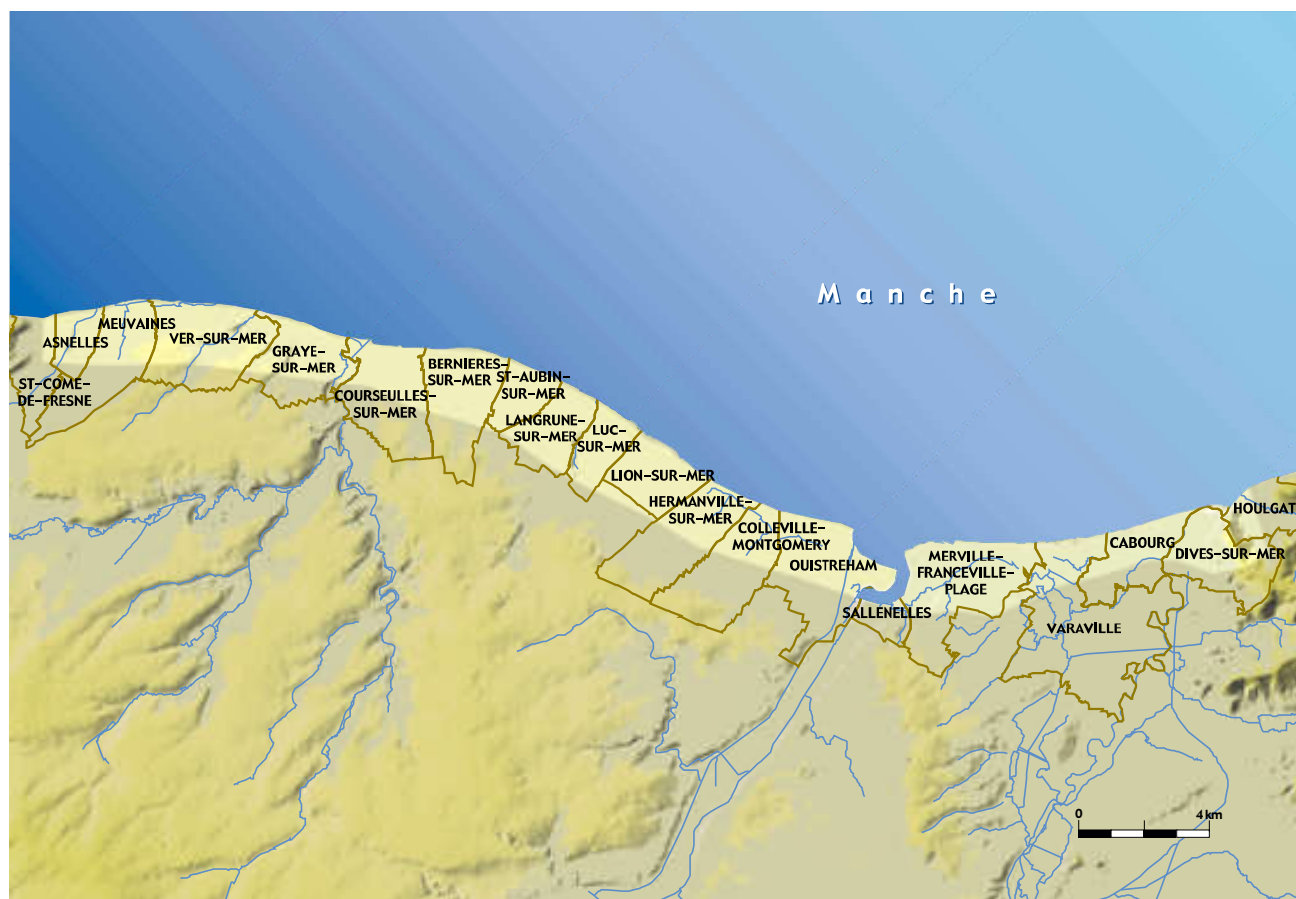 Manche
MEUVAINES
ASNELLES
VER-SUR-MER
ST-COME-
DE-FRESNE
GRAYE-
SUR-MER
COURSEULLES-
SUR-MER
BERNIERES-
SUR-MER
ST-AUBIN-
SUR-MER
LANGRUNE-
SUR-MER
LUC-
SUR-MER
LION-SUR-MER
HERMANVILLE-
SUR-MER
COLLEVILLE-
MONTGOMERY
OUISTREHAM
SALLENELLES
MERVILLE-
FRANCEVILLE-
PLAGE
VARAVILLE
CABOURG
DIVES-SUR-MER
HOULGAT
0 4 km